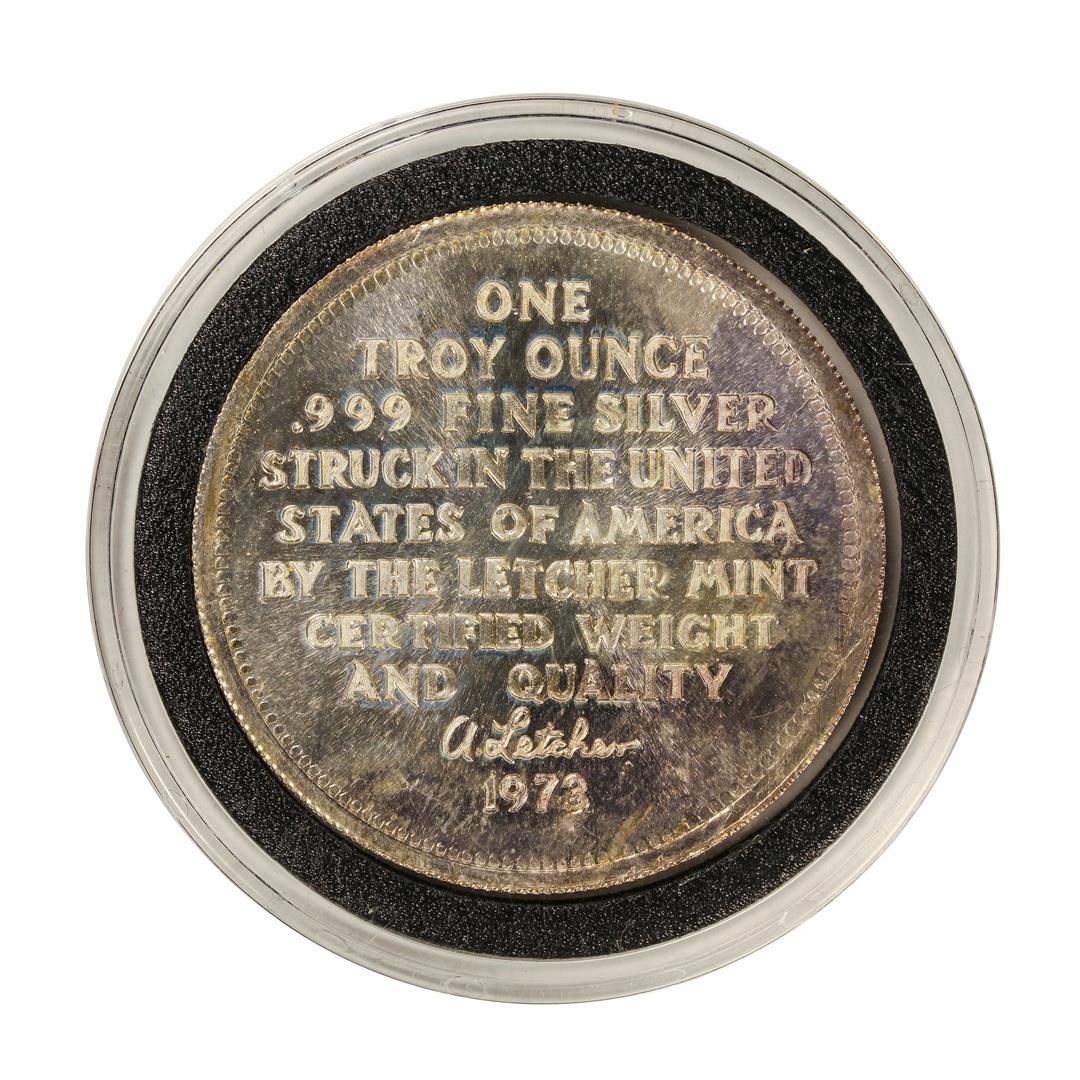 ONE
TROY OUNCE
.999 FINE SILVER
STRUCK IN THE UNITED
STATES OF AMERICA
BY THE LETCHER MINT
CERTIFIED WEIGHT
AND QUALITY
A. Letcher
1973